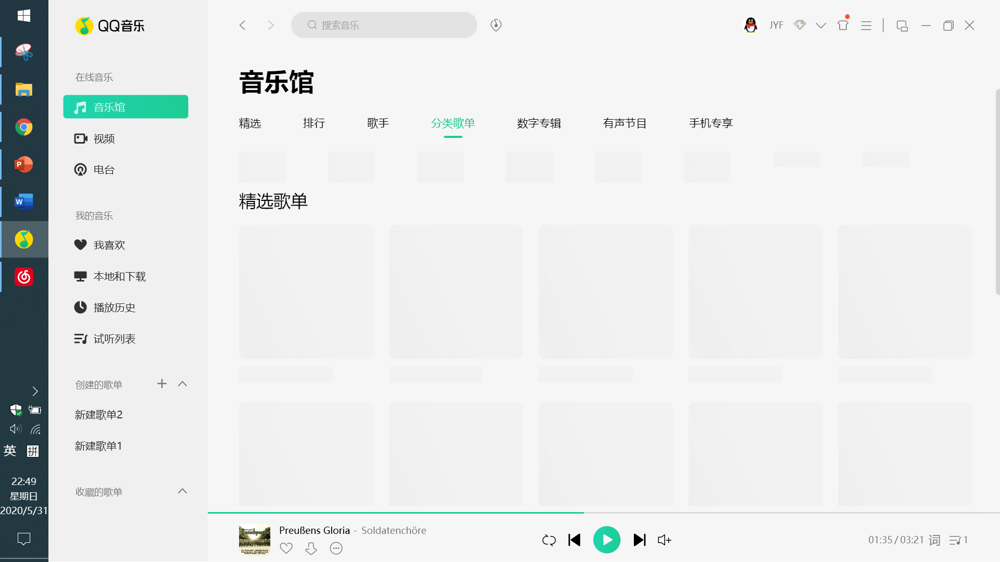 QQ音乐
搜索音乐
JYF
在线音乐
音乐馆
视频
电台
我的音乐
我喜欢
本地和下载
播放历史
试听列表
创建的歌单
新建歌单2
新建歌单1
收藏的歌单
音乐馆
精选 排行 歌手 分类歌单 数字专辑 有声节目 手机专享
精选歌单
Preußens Gloria - Soldatenchöre
01:35 / 03:21 词 1
P
W
英 拼
22:49
星期日
2020/5/31